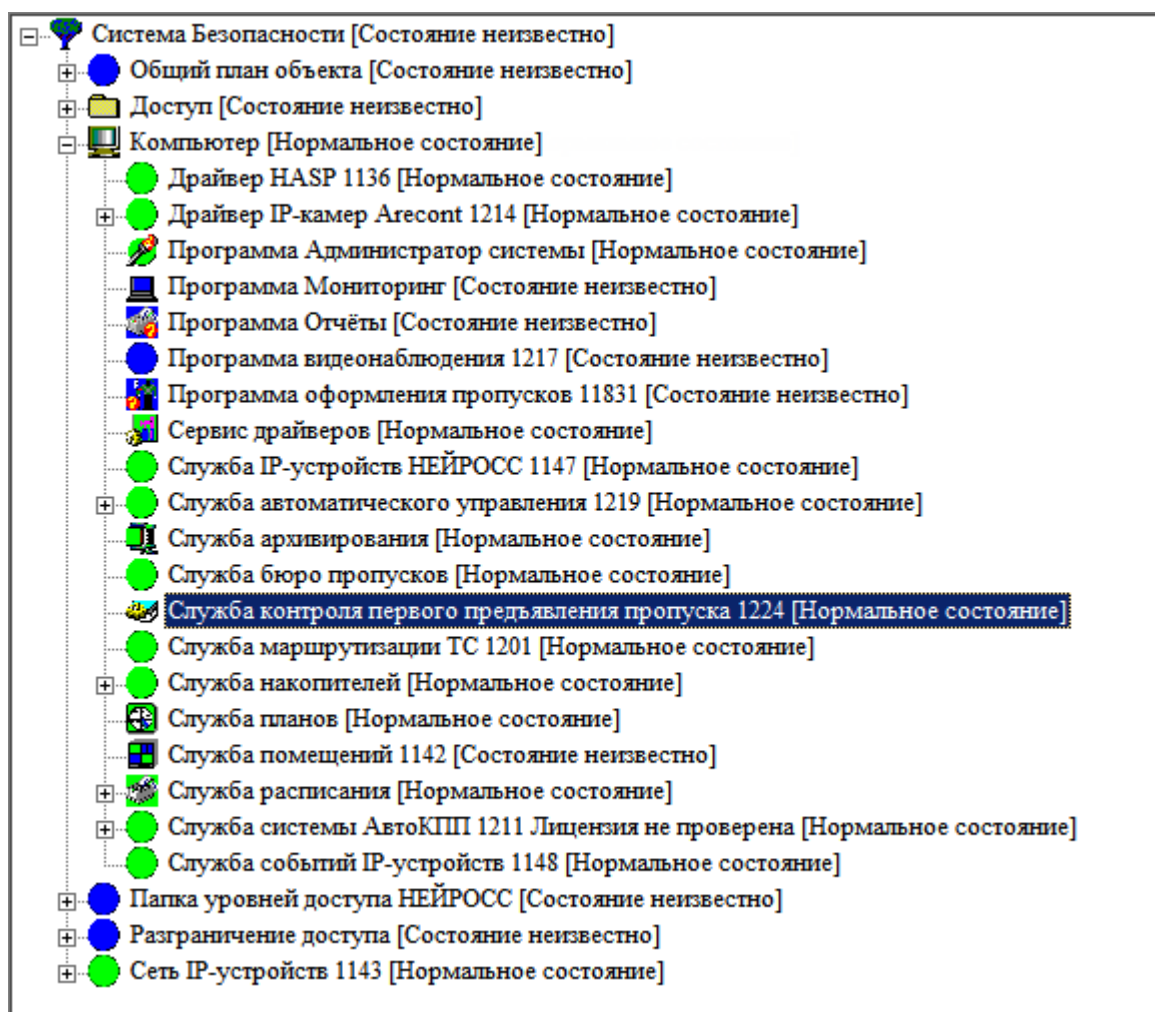 Система Безопасности [Состояние неизвестно]
Общий план объекта [Состояние неизвестно]
Доступ [Состояние неизвестно]
Компьютер [Нормальное состояние]
Драйвер HASP 1136 [Нормальное состояние]
Драйвер IP-камер Arecont 1214 [Нормальное состояние]
Программа Администратор системы [Нормальное состояние]
Программа Мониторинг [Состояние неизвестно]
Программа Отчёты [Состояние неизвестно]
Программа видеонаблюдения 1217 [Состояние неизвестно]
Программа оформления пропусков 11831 [Состояние неизвестно]
Сервис драйверов [Нормальное состояние]
Служба IP-устройств НЕЙРОСС 1147 [Нормальное состояние]
Служба автоматического управления 1219 [Нормальное состояние]
Служба архивирования [Нормальное состояние]
Служба бюро пропусков [Нормальное состояние]
Служба контроля первого предъявления пропуска 1224 [Нормальное состояние]
Служба маршрутизации ТС 1201 [Нормальное состояние]
Служба накопителей [Нормальное состояние]
Служба планов [Нормальное состояние]
Служба помещений 1142 [Состояние неизвестно]
Служба расписания [Нормальное состояние]
Служба системы АвтоКПП 1211 Лицензия не проверена [Нормальное состояние]
Служба событий IP-устройств 1148 [Нормальное состояние]
Папка уровней доступа НЕЙРОСС [Состояние неизвестно]
Разграничение доступа [Состояние неизвестно]
Сеть IP-устройств 1143 [Нормальное состояние]